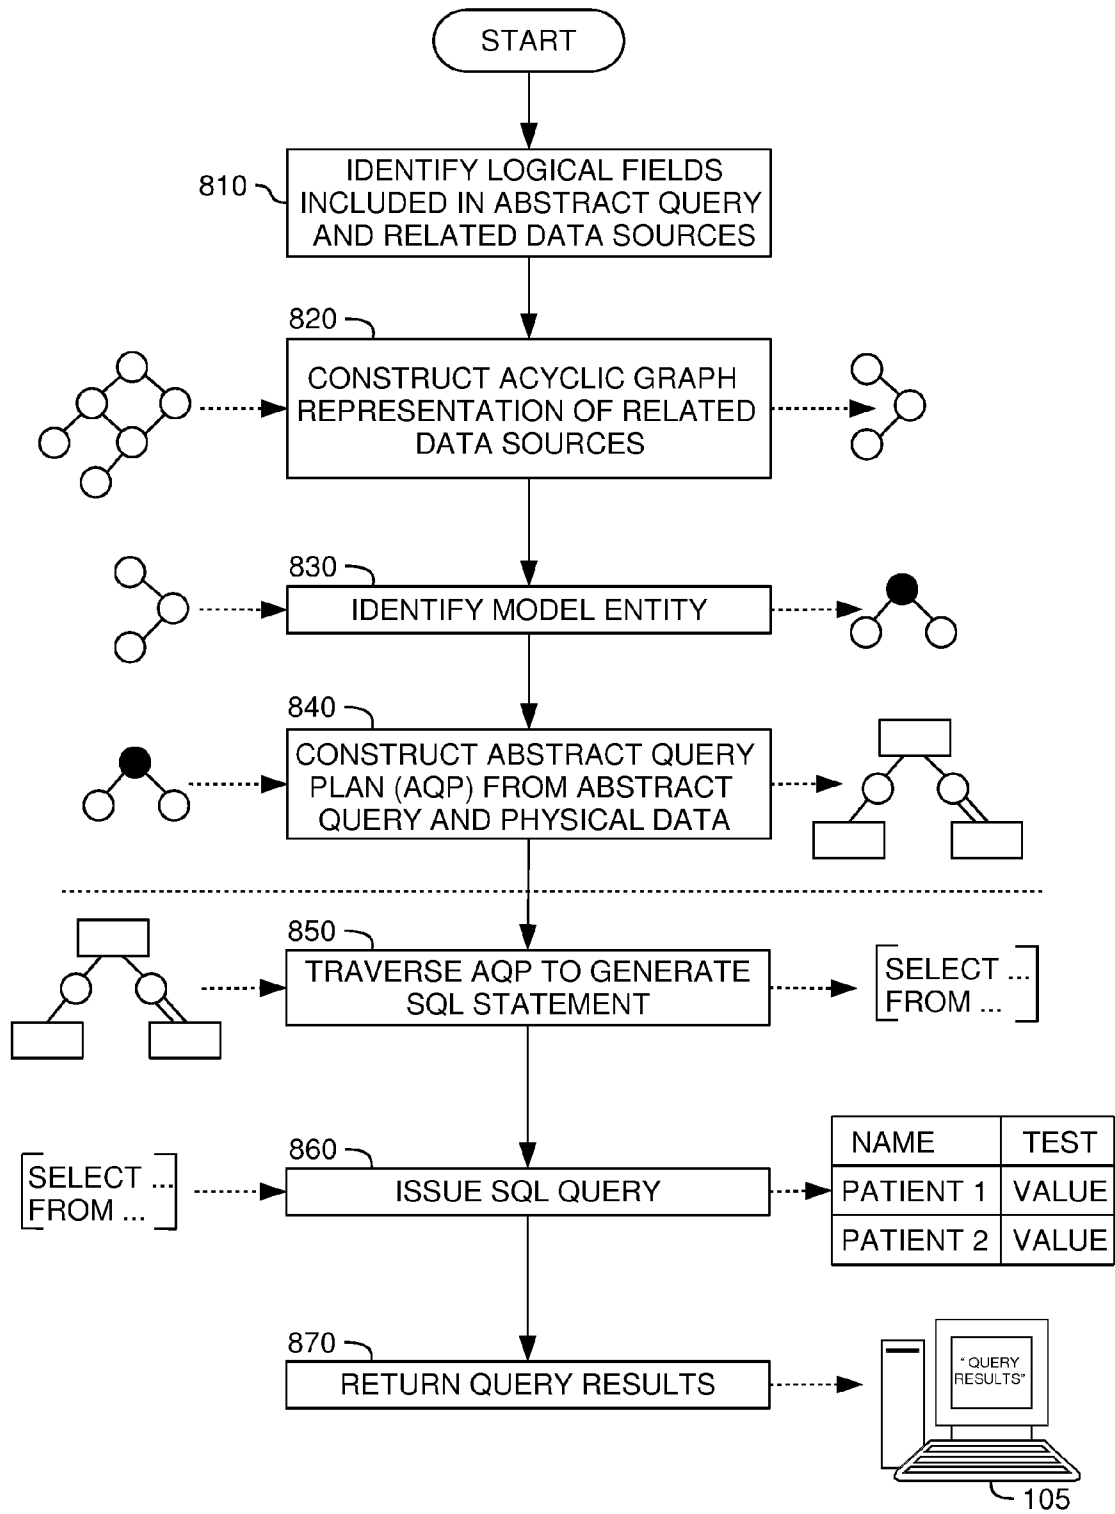 START
810
IDENTIFY LOGICAL FIELDS
INCLUDED IN ABSTRACT QUERY
AND RELATED DATA SOURCES
820
CONSTRUCT ACYCLIC GRAPH
REPRESENTATION OF RELATED
DATA SOURCES
830
IDENTIFY MODEL ENTITY
840
CONSTRUCT ABSTRACT QUERY
PLAN (AQP) FROM ABSTRACT
QUERY AND PHYSICAL DATA
850
TRAVERSE AQP TO GENERATE
SQL STATEMENT
SELECT ...
FROM ...
SELECT ...
FROM ...
860
ISSUE SQL QUERY
NAME TEST
PATIENT 1 VALUE
PATIENT 2 VALUE
870
RETURN QUERY RESULTS
"QUERY
RESULTS"
105